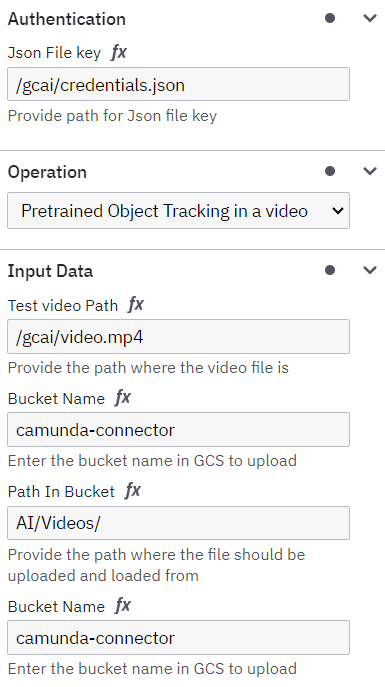 Authentication
Json File key fx
/gcai/credentials.json
Provide path for Json file key
Operation
Pretrained Object Tracking in a video
Input Data
Test video Path fx
/gcai/video.mp4
Provide the path where the video file is
Bucket Name fx
camunda-connector
Enter the bucket name in GCS to upload
Path In Bucket fx
AI/Videos/
Provide the path where the file should be
uploaded and loaded from
Bucket Name fx
camunda-connector
Enter the bucket name in GCS to upload